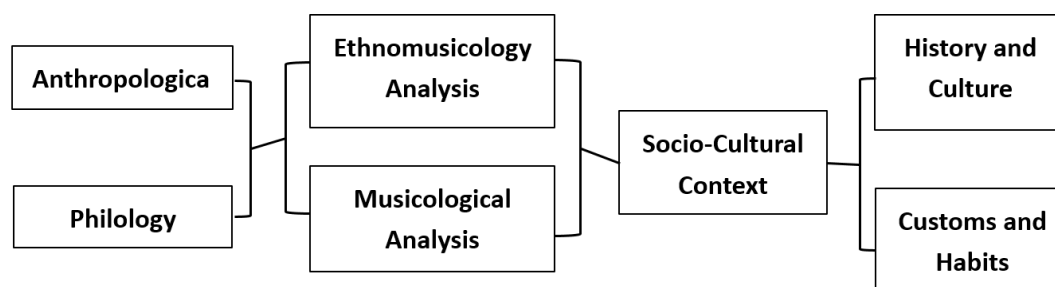 Anthropologica
Philology
Ethnomusicology
Analysis
Musicological
Analysis
Socio-Cultural
Context
History and
Culture
Customs and
Habits